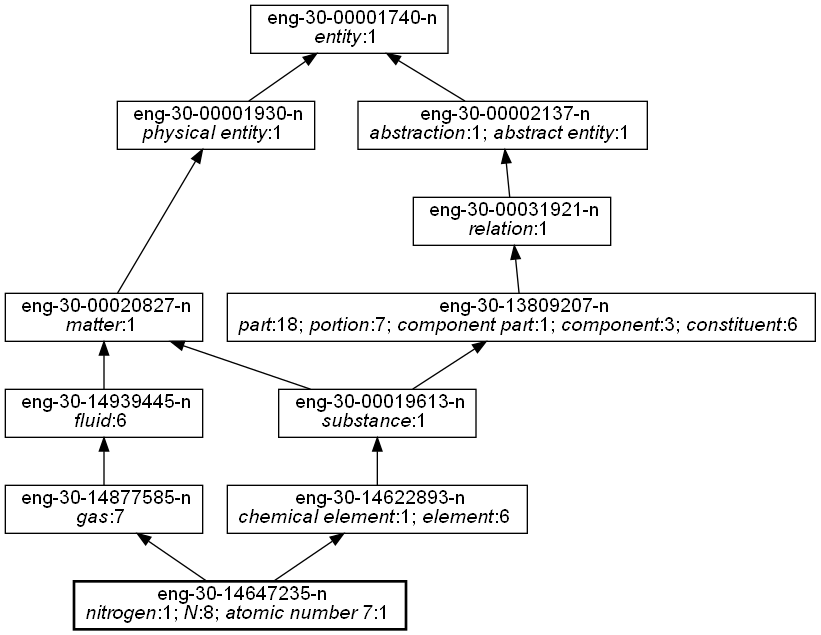 eng-30-00001740-n
entity:1
eng-30-00001930-n
physical entity:1
eng-30-00002137-n
abstraction:1; abstract entity:1
eng-30-00031921-n
relation:1
eng-30-00020827-n
matter:1
eng-30-13809207-n
part:18; portion:7; component part:1; component:3; constituent:6
eng-30-14939445-n
fluid:6
eng-30-00019613-n
substance:1
eng-30-14877585-n
gas:7
eng-30-14622893-n
chemical element:1; element:6
eng-30-14647235-n
nitrogen:1; N:8; atomic number 7:1